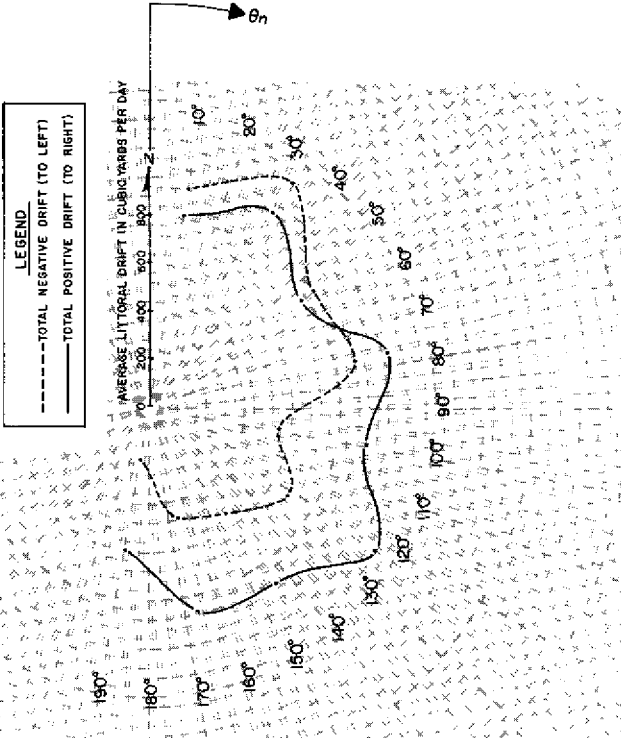 LEGEND
TOTAL NEGATIVE DRIFT (TO LEFT)
TOTAL POSITIVE DRIFT (TO RIGHT)
AVERAGE LITTORAL DRIFT IN CUBIC YARDS PER DAY
0 200 400 600 800
N
θn
10°
20°
30°
40°
50°
60°
70°
80°
90°
100°
110°
120°
130°
140°
150°
160°
170°
180°
190°